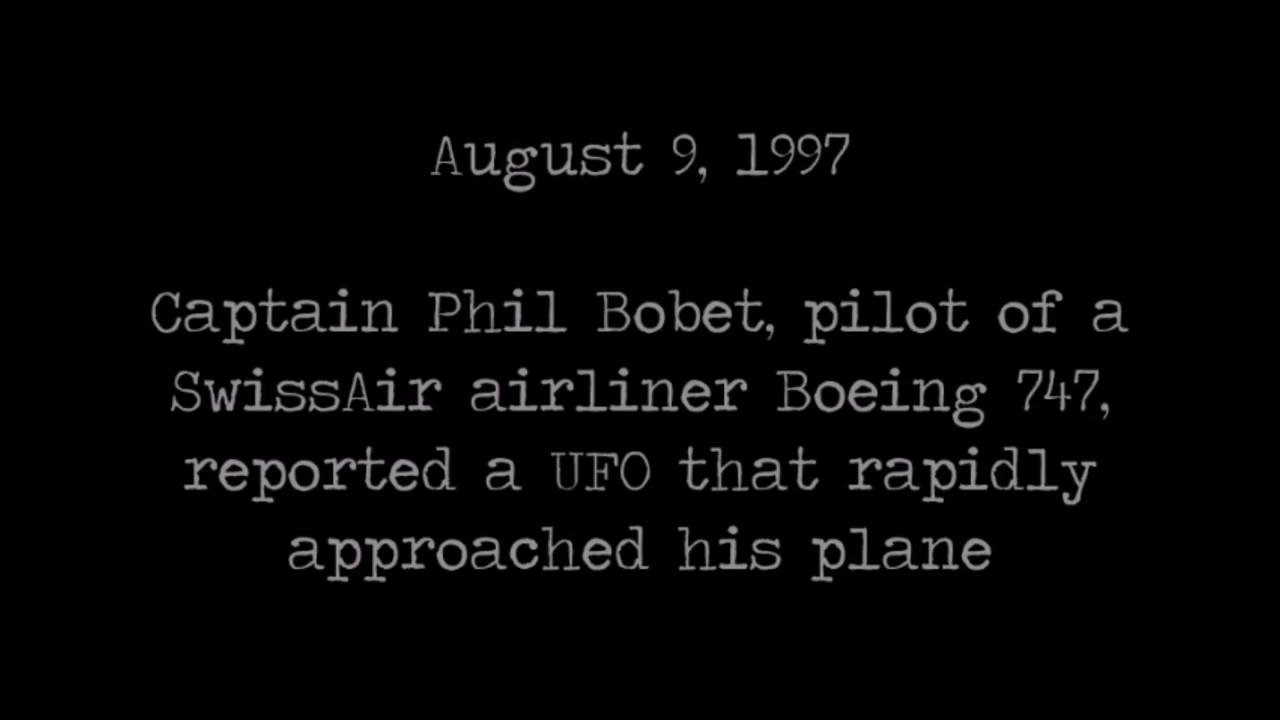 August 9, 1997
Captain Phil Bobet, pilot of a
SwissAir airliner Boeing 747,
reported a UFO that rapidly
approached his plane